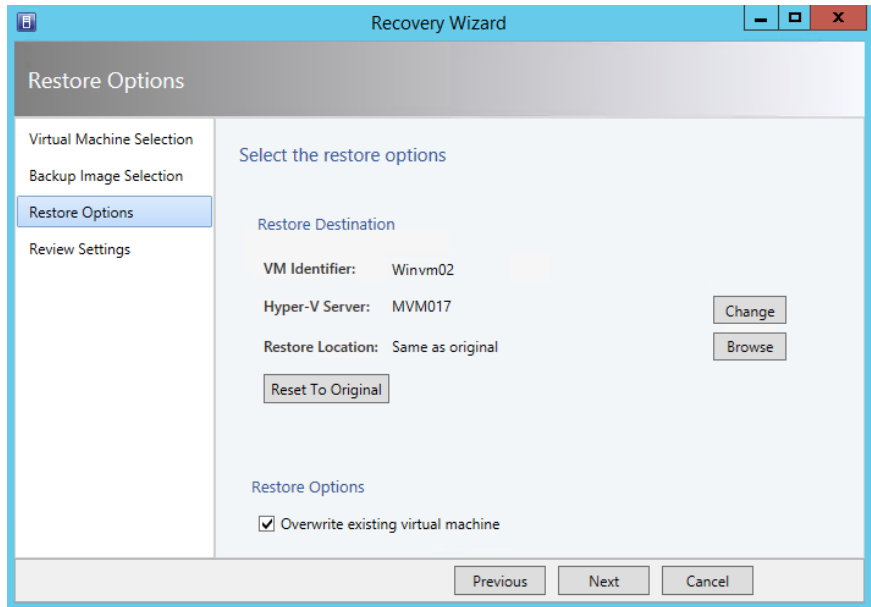 Recovery Wizard
Restore Options
Virtual Machine Selection
Backup Image Selection
Restore Options
Review Settings
Select the restore options
Restore Destination
VM Identifier: Winvm02
Hyper-V Server: MVM017 Change
Restore Location: Same as original Browse
Reset To Original
Restore Options
Overwrite existing virtual machine
Previous Next Cancel